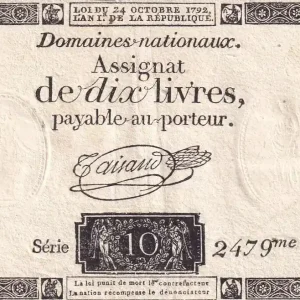 LOI DU 24 OCTOBRE 1792,
L'AN I.er DE LA RÉPUBLIQUE.
Domaines nationaux.
Assignat
de dix livres,
payable au porteur.
Taisaud
Série 10 2479me
La loi punit de mort le contrefacteur
La nation récompense le dénonciateur